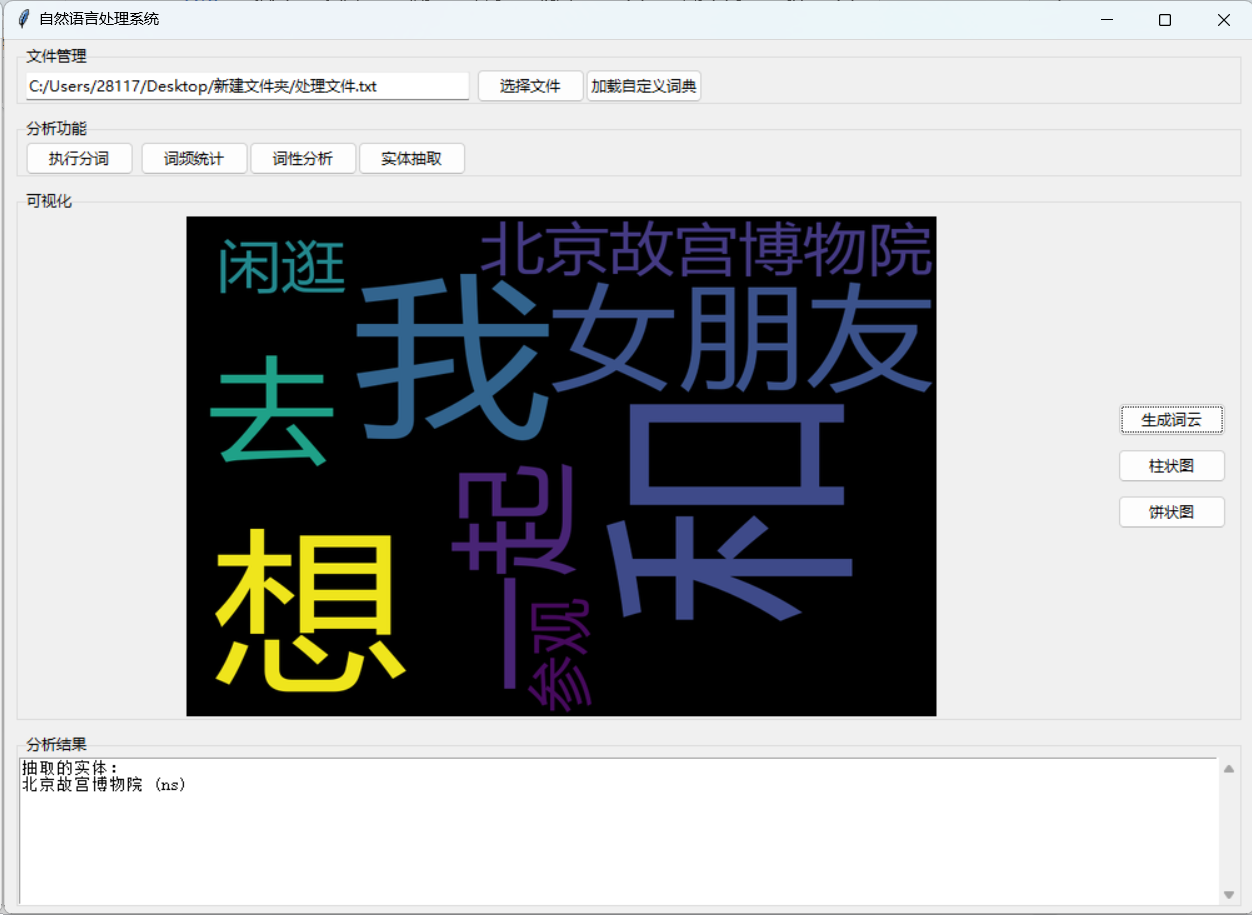 自然语言处理系统
文件管理
C:/Users/28117/Desktop/新建文件夹/处理文件.txt 选择文件 加载自定义词典
分析功能
执行分词 词频统计 词性分析 实体抽取
可视化
北京故宫博物院
闲逛
我
女朋友
去
和
一起
想
参观
生成词云
柱状图
饼状图
分析结果
抽取的实体:
北京故宫博物院 (ns)